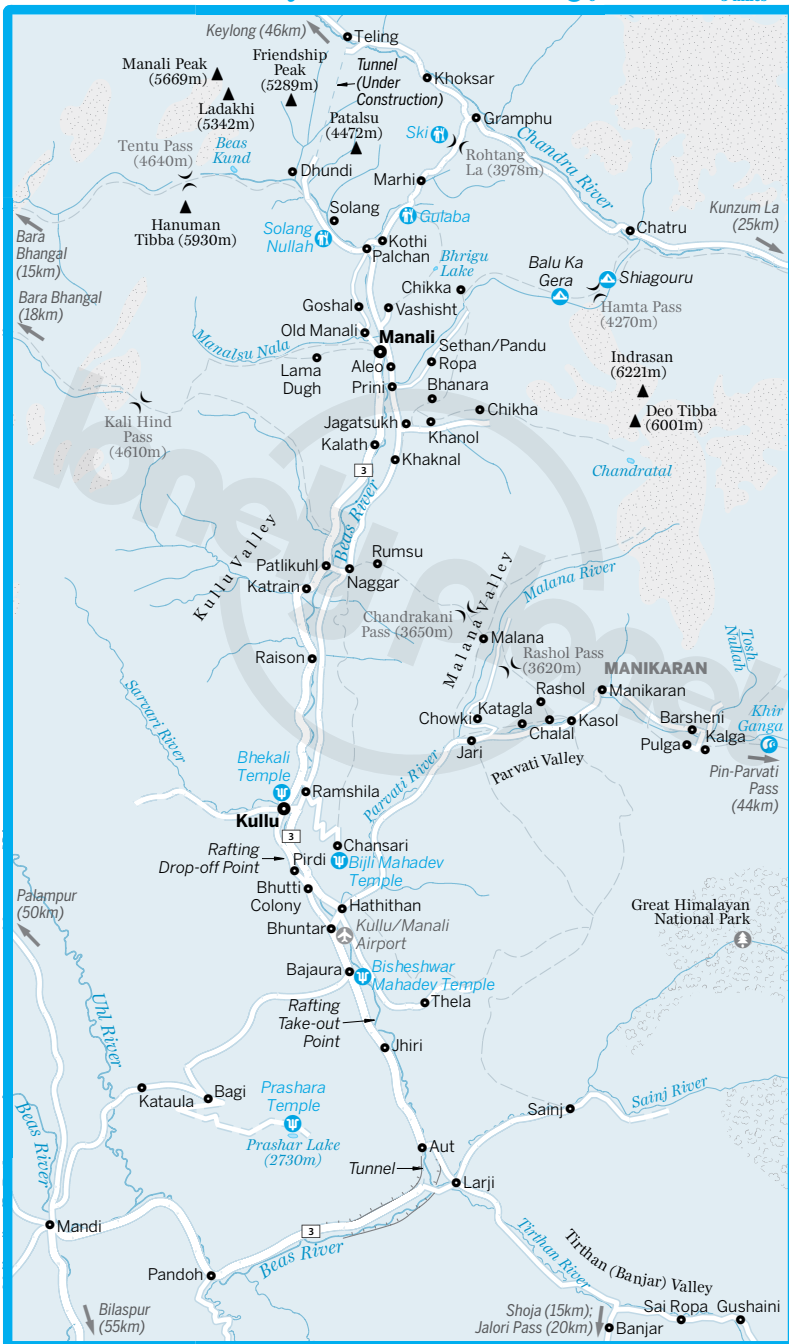 Keylong (46km)
Teling
Manali Peak
(5669m)
Friendship
Peak
(5289m)
Tunnel
(Under
Construction)
Khoksar
Ladakhi
(5342m)
Patalsu
(4472m)
Gramphu
Ski
Chandra River
Tentu Pass
(4640m)
Beas
Kund
Rohtang
La (3978m)
Dhundi
Marhi
Hanuman
Tibba (5930m)
Solang
Gulaba
Solang
Nullah
Kunzum La
(25km)
Chatru
Bara
Bhangal
(15km)
Kothi
Palchan
Bhrigu
Lake
Balu Ka
Gera
Shiagouru
Chikka
Hamta Pass
(4270m)
Bara Bhangal
(18km)
Goshal
Vashisht
Old Manali
Manali
Manalsu Nala
Sethan/Pandu
Ropa
Indrasan
(6221m)
Lama
Dugh
Aleo
Prini
Bhanara
Deo Tibba
(6001m)
Kali Hind
Pass
(4610m)
Jagatsukh
Chikha
Khanol
Kalath
Khaknal
Chandratal
3
lonely planet
Beas River
Kullu Valley
Patlikuhl
Rumsu
Naggar
Katrain
Malana Valley
Malana River
Chandrakani
Pass (3650m)
Malana
Tosh
Nullah
Raison
Rashol Pass
(3620m)
MANIKARAN
Rashol
Manikaran
Sarvari River
Chowki
Katagla
Chalal
Kasol
Barsheni
Khir
Ganga
Jari
Pulga
Kalga
Parvati Valley
Parvati River
Bhekali
Temple
Pin-Parvati
Pass
(44km)
Ramshila
Kullu
3
Chansari
Rafting
Drop-off Point
Pirdi
Bijli Mahadev
Temple
Bhutti
Colony
Palampur
(50km)
Hathithan
Great Himalayan
National Park
Bhuntar
Kullu/Manali
Airport
Bajaura
Bisheshwar
Mahadev Temple
Uhl River
Thela
Rafting
Take-out
Point
Jhiri
Kataula
Bagi
Prashara
Temple
Sainj River
Sainj
Beas River
Prashar Lake
(2730m)
Aut
Tunnel
Larji
Mandi
3
Beas River
Tirthan River
Tirthan (Banjar) Valley
Pandoh
Bilaspur
(55km)
Shoja (15km);
Jalori Pass (20km)
Banjar
Sai Ropa
Gushaini